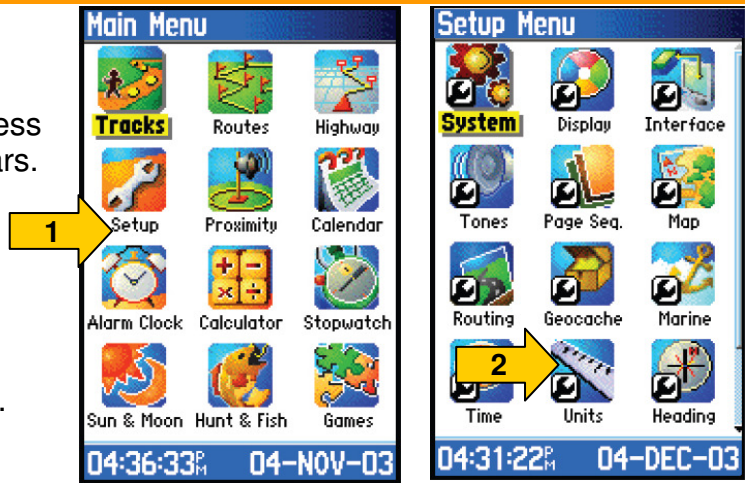 ess
ars.
.
Main Menu
Tracks Routes Highway
1
Setup Proximity Calendar
Alarm Clock Calculator Stopwatch
Sun & Moon Hunt & Fish Games
04:36:33PM 04-NOV-03
Setup Menu
System Display Interface
Tones Page Seq. Map
Routing Geocache Marine
2
Time Units Heading
04:31:22PM 04-DEC-03